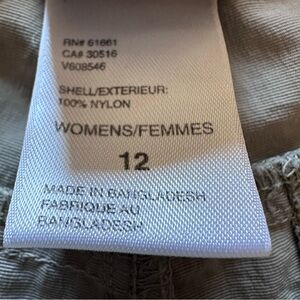 RN# 61661
CA# 30516
V608546
SHELL/EXTERIEUR:
100% NYLON
WOMENS/FEMMES
12
MADE IN BANGLADESH
FABRIQUE AU
BANGLADESH